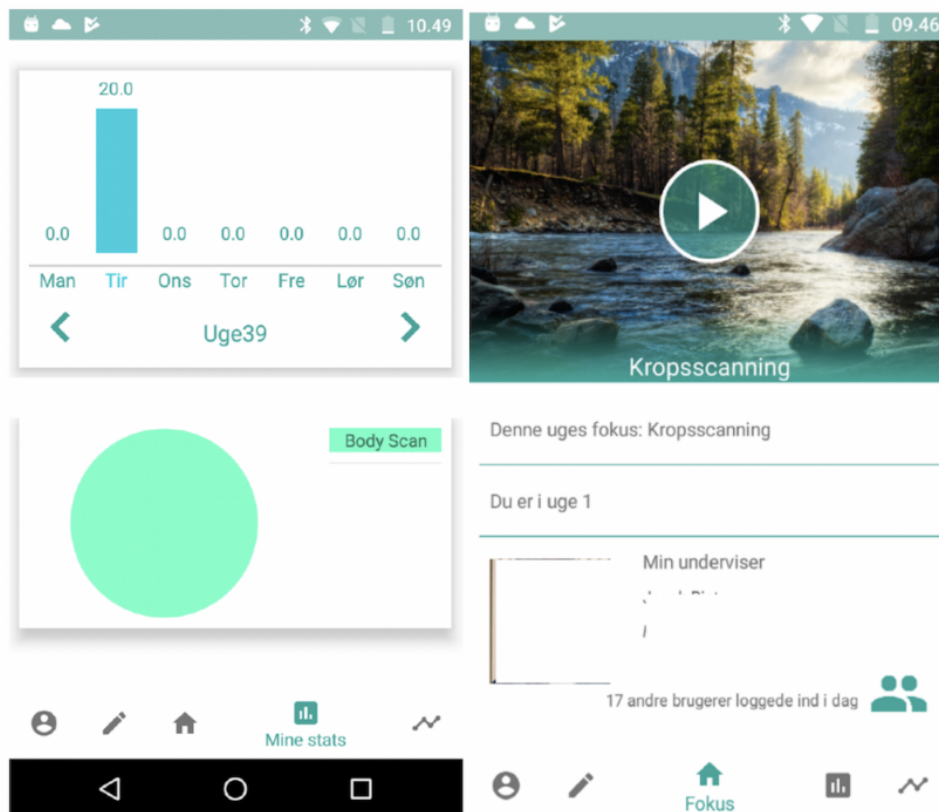 10.49
20.0
0.0 0.0 0.0 0.0 0.0 0.0
Man Tir Ons Tor Fre Lør Søn
Uge39
Body Scan
Mine stats
09.46
Kropsscanning
Denne uges fokus: Kropsscanning
Du er i uge 1
Min underviser
17 andre brugerer loggede ind i dag
Fokus